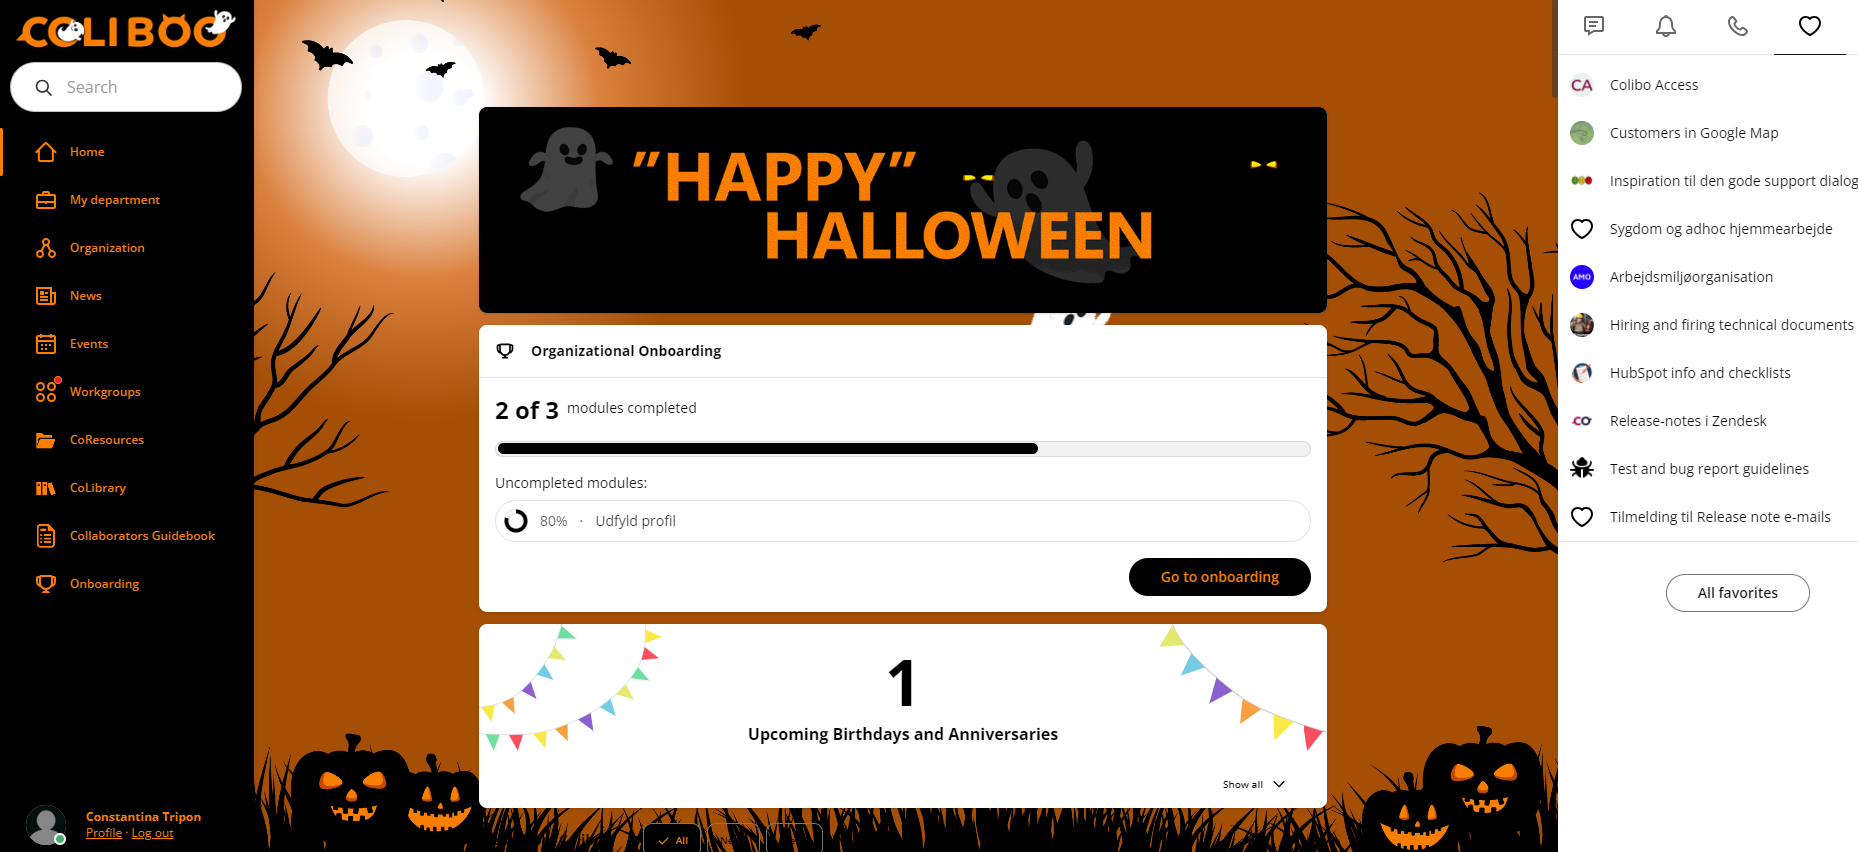 COLIBOO
Search
Home
My department
Organization
News
Events
Workgroups
CoResources
CoLibrary
Collaborators Guidebook
Onboarding
Constantina Tripon
Profile · Log out
"HAPPY"
HALLOWEEN
Organizational Onboarding
2 of 3 modules completed
Uncompleted modules:
80% · Udfyld profil
Go to onboarding
1
Upcoming Birthdays and Anniversaries
Show all
All
CA Colibo Access
Customers in Google Map
Inspiration til den gode support dialog
Sygdom og adhoc hjemmearbejde
AMO Arbejdsmiljøorganisation
Hiring and firing technical documents
HubSpot info and checklists
CO Release-notes i Zendesk
Test and bug report guidelines
Tilmelding til Release note e-mails
All favorites